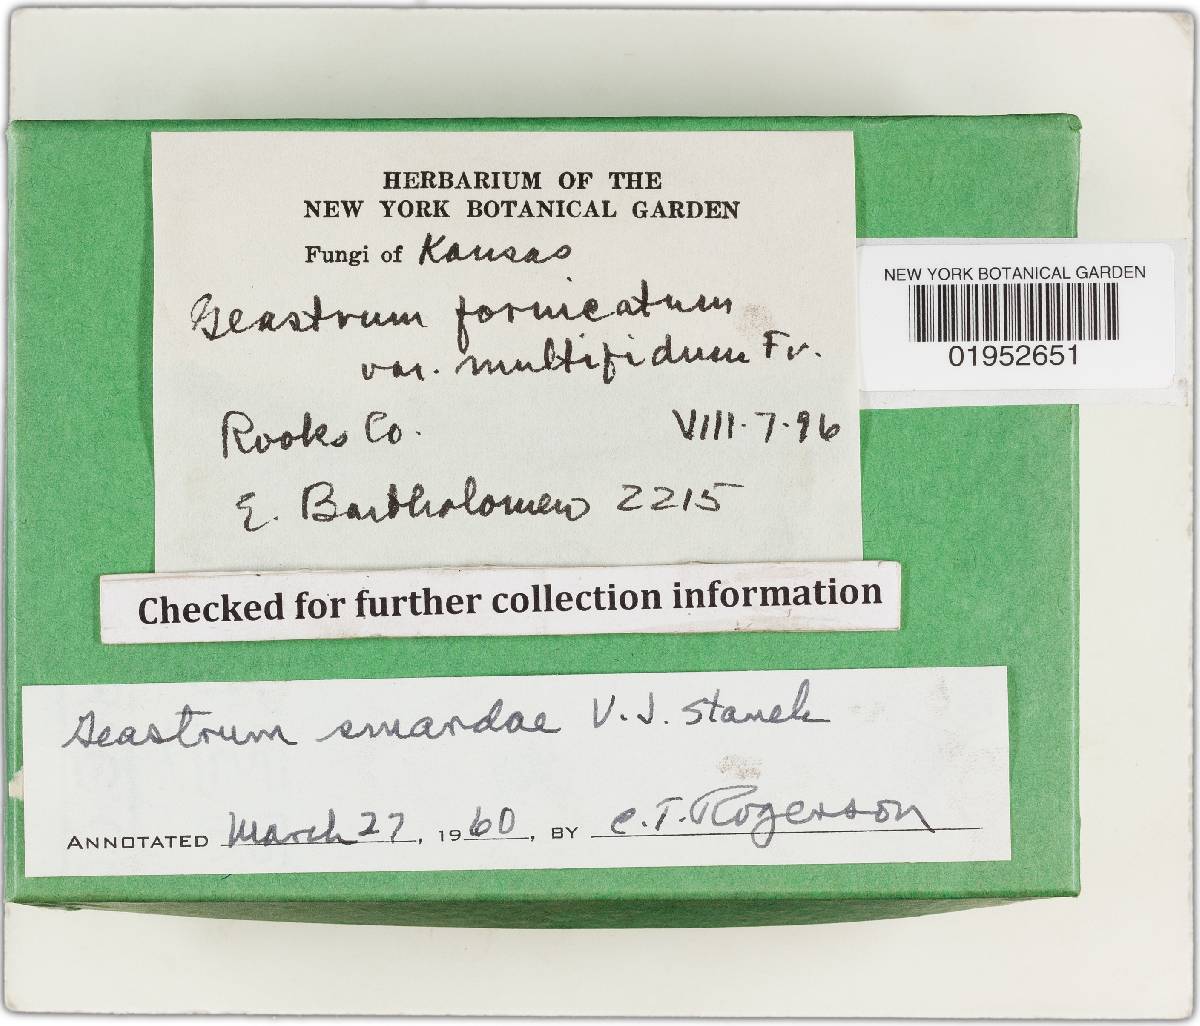 HERBARIUM OF THE
NEW YORK BOTANICAL GARDEN
Fungi of Kansas
Geastrum fornicatum
var. multifidum Fr.
Rooks Co. VIII·7·96
E. Bartholomew 2215
NEW YORK BOTANICAL GARDEN
01952651
Checked for further collection information
Geastrum smardae V. J. Stanek
ANNOTATED March 27, 1960, BY C. T. Rogerson